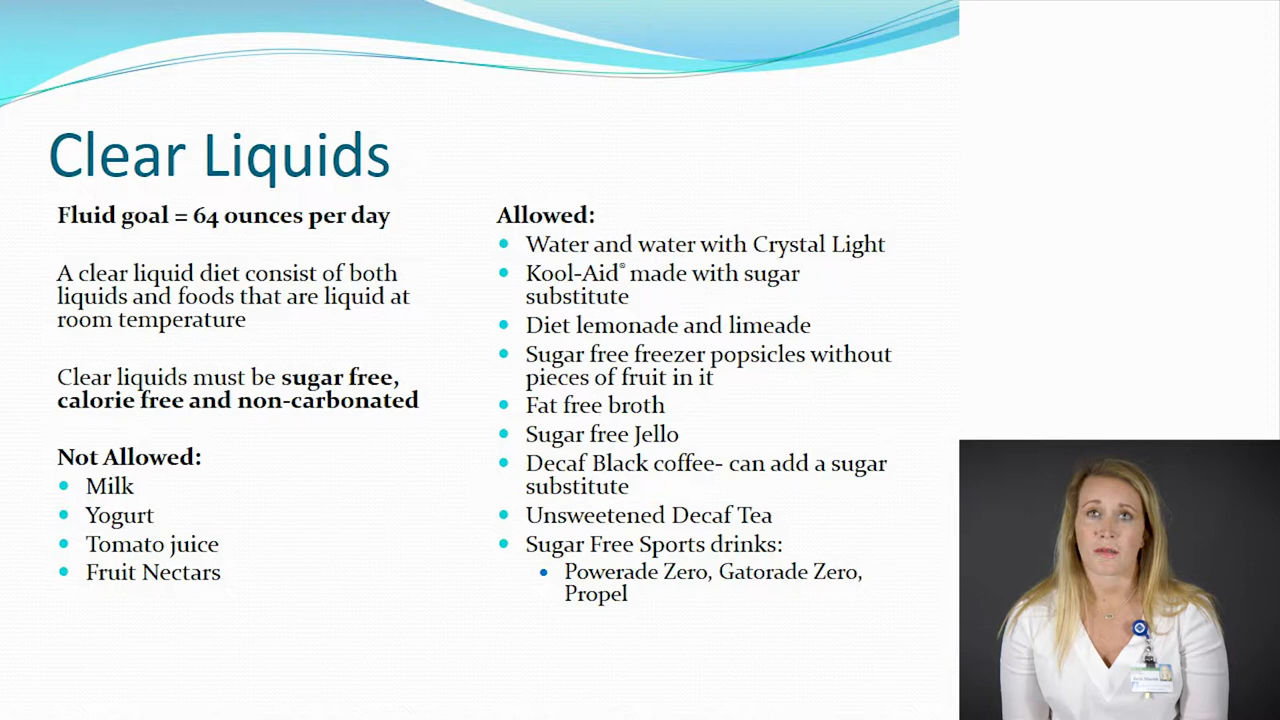 Clear Liquids
Fluid goal = 64 ounces per day
A clear liquid diet consist of both
liquids and foods that are liquid at
room temperature
Clear liquids must be sugar free,
calorie free and non-carbonated
Not Allowed:
Milk
Yogurt
Tomato juice
Fruit Nectars
Allowed:
Water and water with Crystal Light
Kool-Aid® made with sugar
substitute
Diet lemonade and limeade
Sugar free freezer popsicles without
pieces of fruit in it
Fat free broth
Sugar free Jello
Decaf Black coffee- can add a sugar
substitute
Unsweetened Decaf Tea
Sugar Free Sports drinks:
Powerade Zero, Gatorade Zero,
Propel